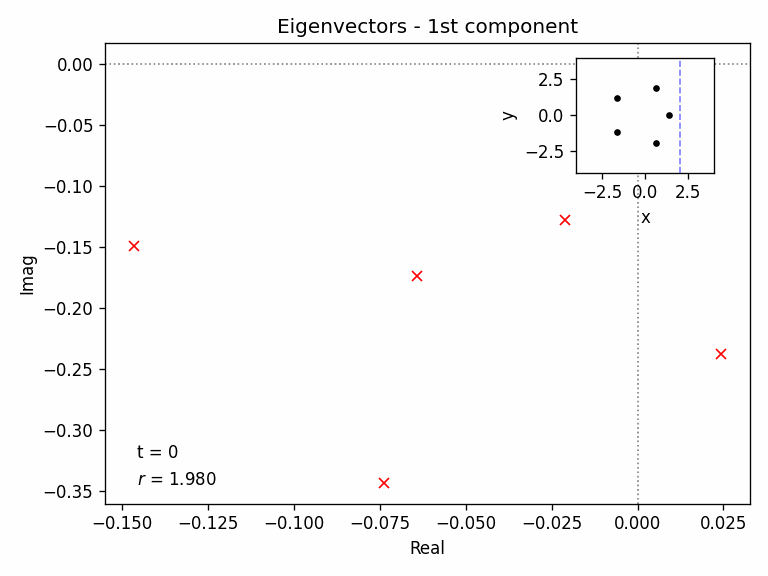 Eigenvectors - 1st component
0.00
−0.05
−0.10
−0.15
−0.20
−0.25
−0.30
−0.35
Imag
2.5
0.0
−2.5
y
−2.5 0.0 2.5
x
t = 0
r = 1.980
−0.150 −0.125 −0.100 −0.075 −0.050 −0.025 0.000 0.025
Real